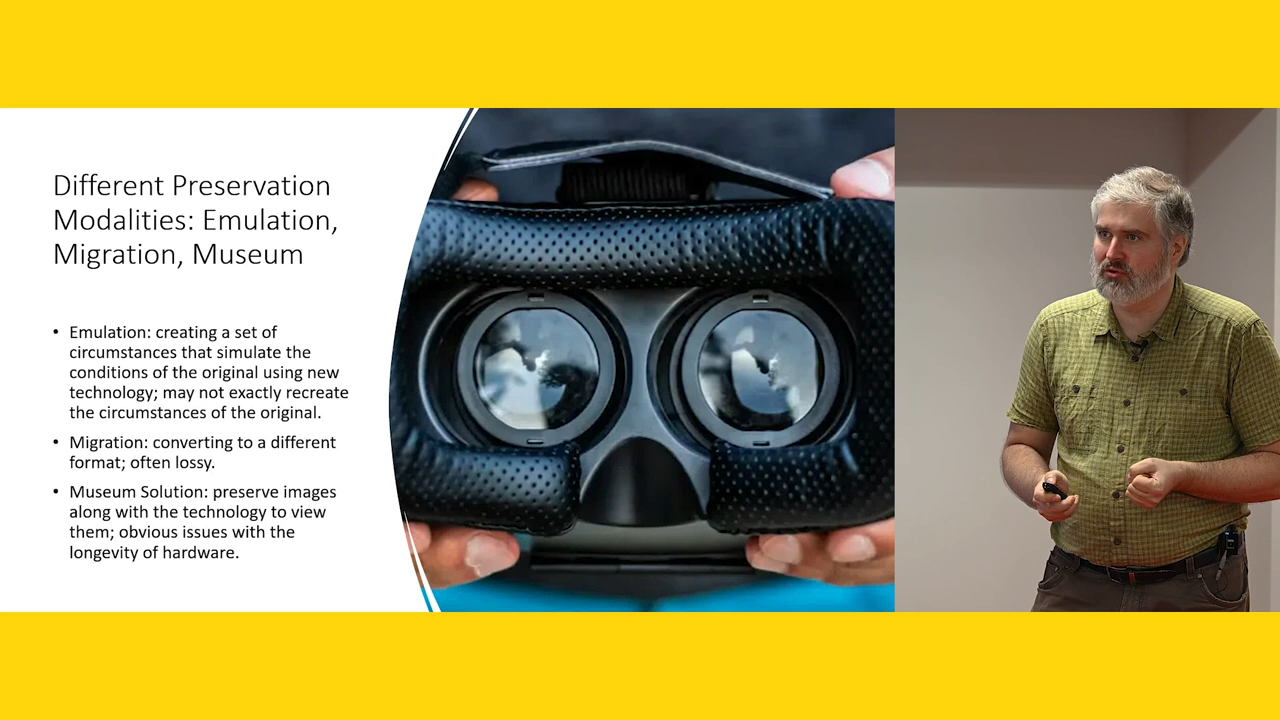 Different Preservation
Modalities: Emulation,
Migration, Museum
• Emulation: creating a set of
circumstances that simulate the
conditions of the original using new
technology; may not exactly recreate
the circumstances of the original.
• Migration: converting to a different
format; often lossy.
• Museum Solution: preserve images
along with the technology to view
them; obvious issues with the
longevity of hardware.